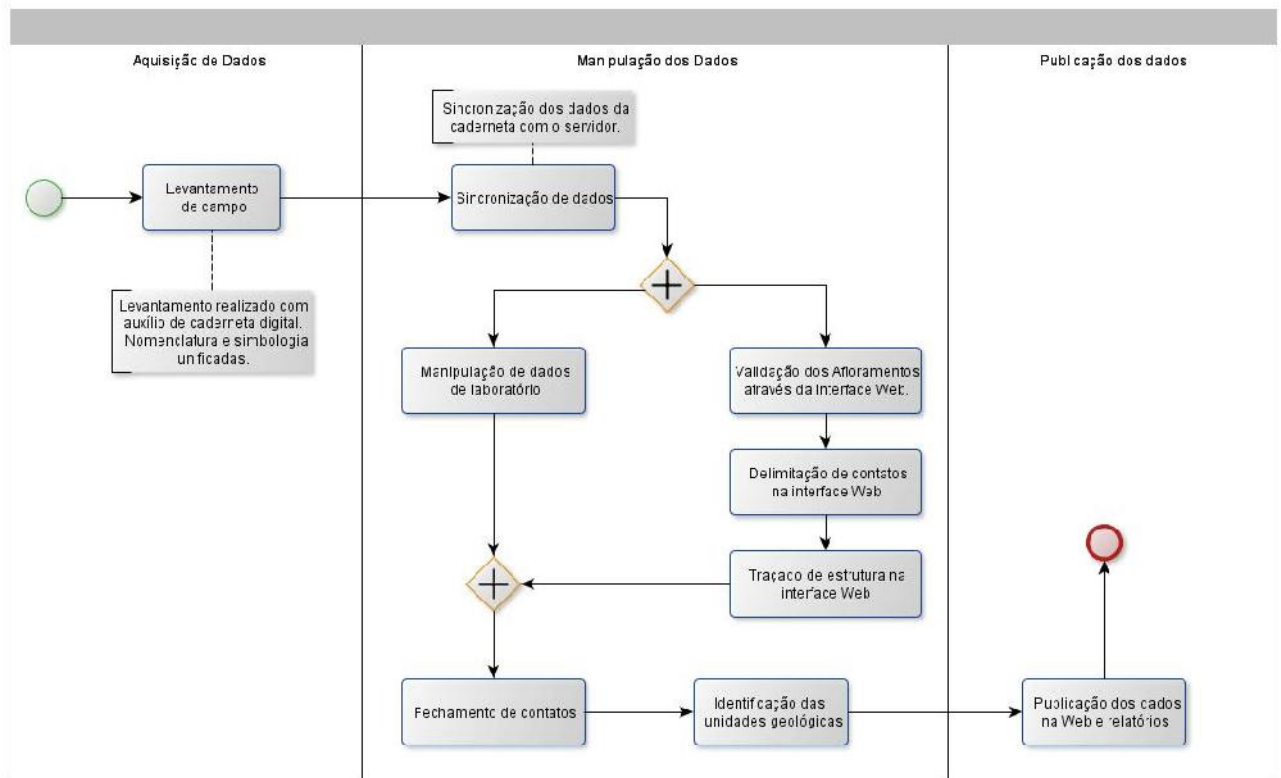 Aquisição de Dados
Manipulação dos Dados
Publicação dos dados
Sincronização dos dados da
caderneta com o servidor.
Levantamento
de campo
Sincronização de dados
Levantamento realizado com
auxílio de caderneta digital.
Nomenclatura e simbologia
unificadas.
Manipulação de dados
de laboratório
Validação dos Afloramentos
através da Interface Web.
Delimitação de contatos
na interface Web
Traçado de estrutura na
interface Web
Fechamento de contatos
Identificação das
unidades geológicas
Publicação dos dados
na Web e relatórios